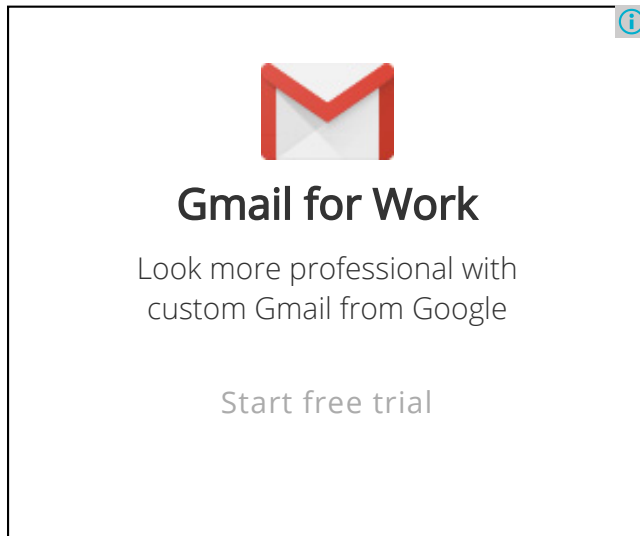 Gmail for Work
Look more professional with
custom Gmail from Google
Start free trial